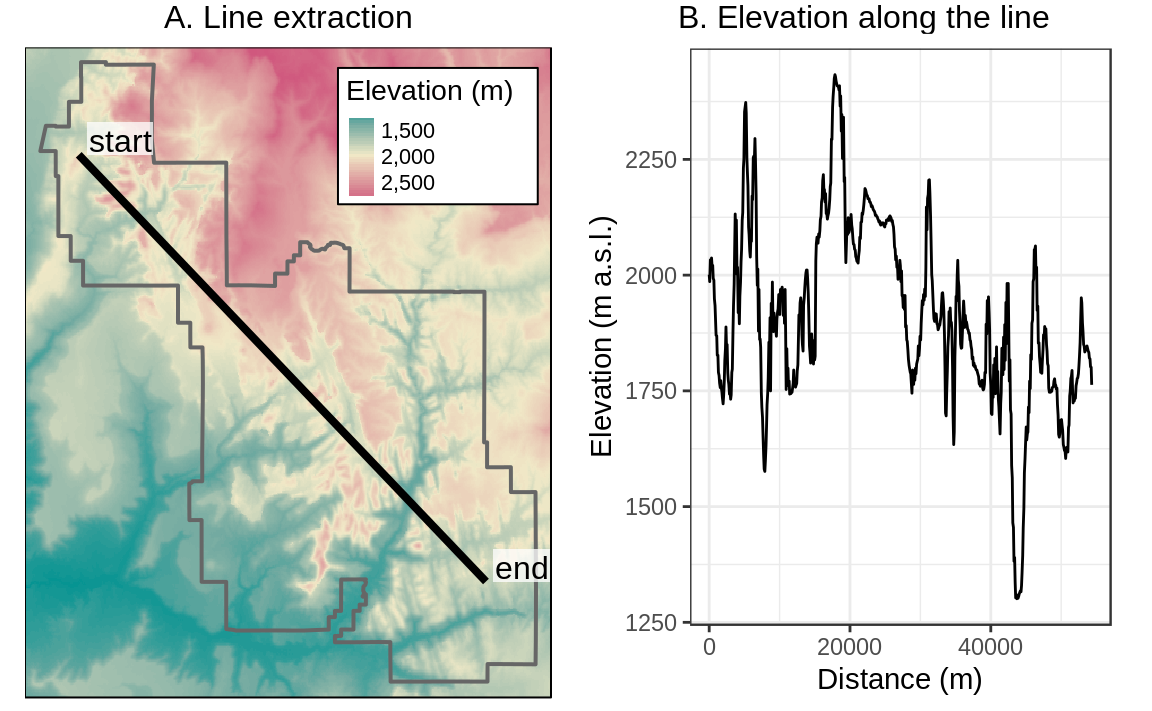 A. Line extraction
start
Elevation (m)
1,500
2,000
2,500
end
B. Elevation along the line
Elevation (m a.s.l.)
2250
2000
1750
1500
1250
0
20000
40000
Distance (m)